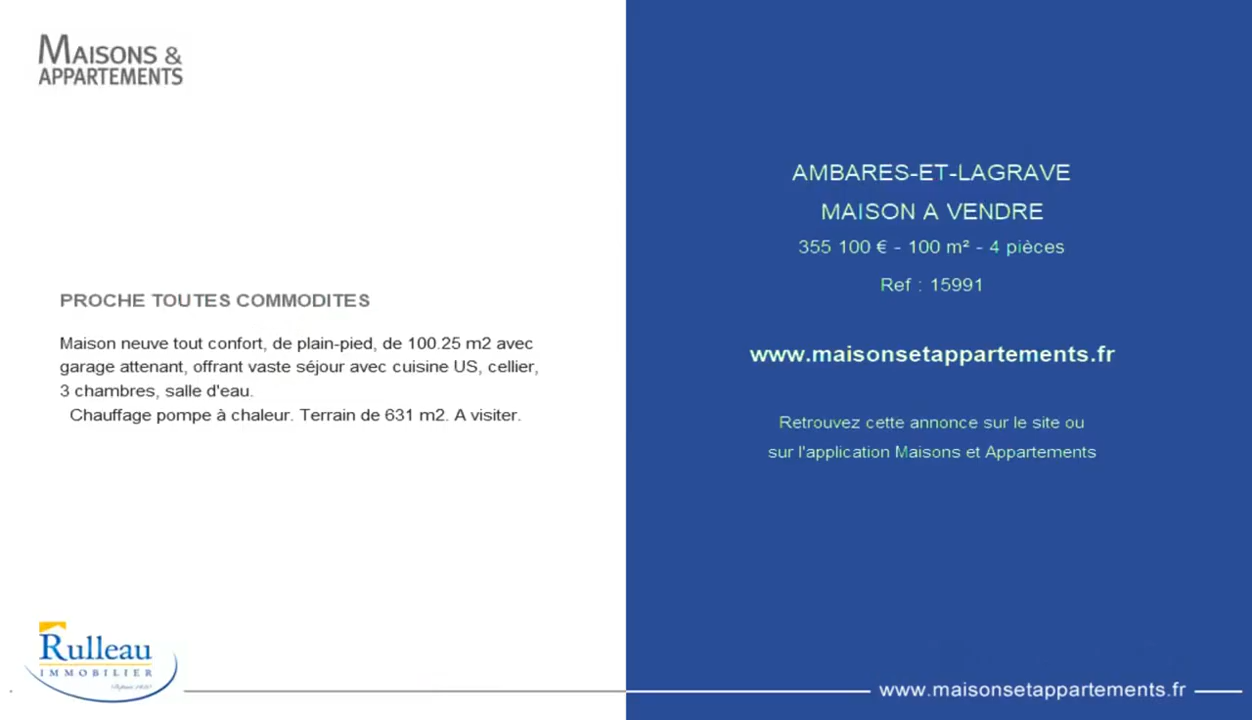 MAISONS &
APPARTEMENTS
PROCHE TOUTES COMMODITES
Maison neuve tout confort, de plain-pied, de 100.25 m2 avec
garage attenant, offrant vaste séjour avec cuisine US, cellier,
3 chambres, salle d'eau.
Chauffage pompe à chaleur. Terrain de 631 m2. A visiter.
Rulleau
IMMOBILIER
AMBARES-ET-LAGRAVE
MAISON A VENDRE
355 100 € - 100 m² - 4 pièces
Ref : 15991
www.maisonsetappartements.fr
Retrouvez cette annonce sur le site ou
sur l'application Maisons et Appartements
www.maisonsetappartements.fr